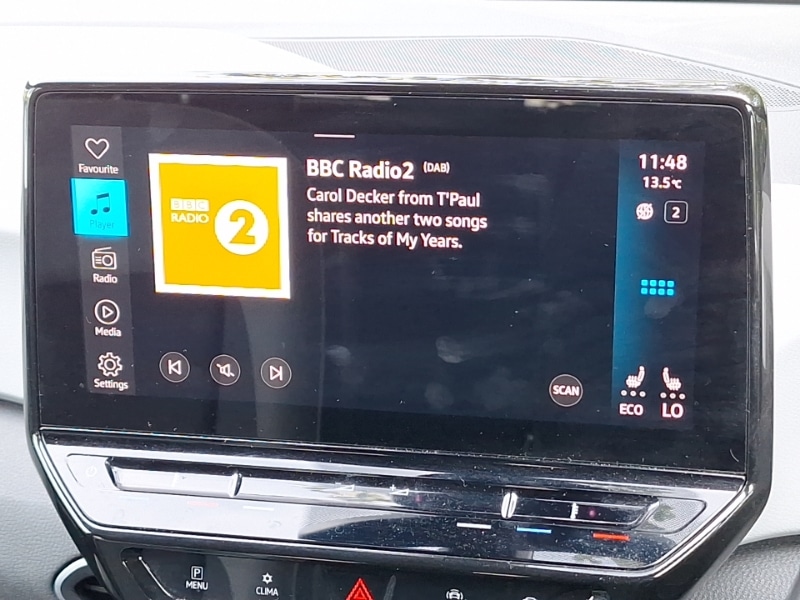 Favourite
Player
Radio
Media
Settings
BBC
RADIO
2
BBC Radio2 (DAB)
Carol Decker from T'Paul
shares another two songs
for Tracks of My Years.
SCAN
11:48
13.5°C
2
ECO LO
P
MENU
CLIMA